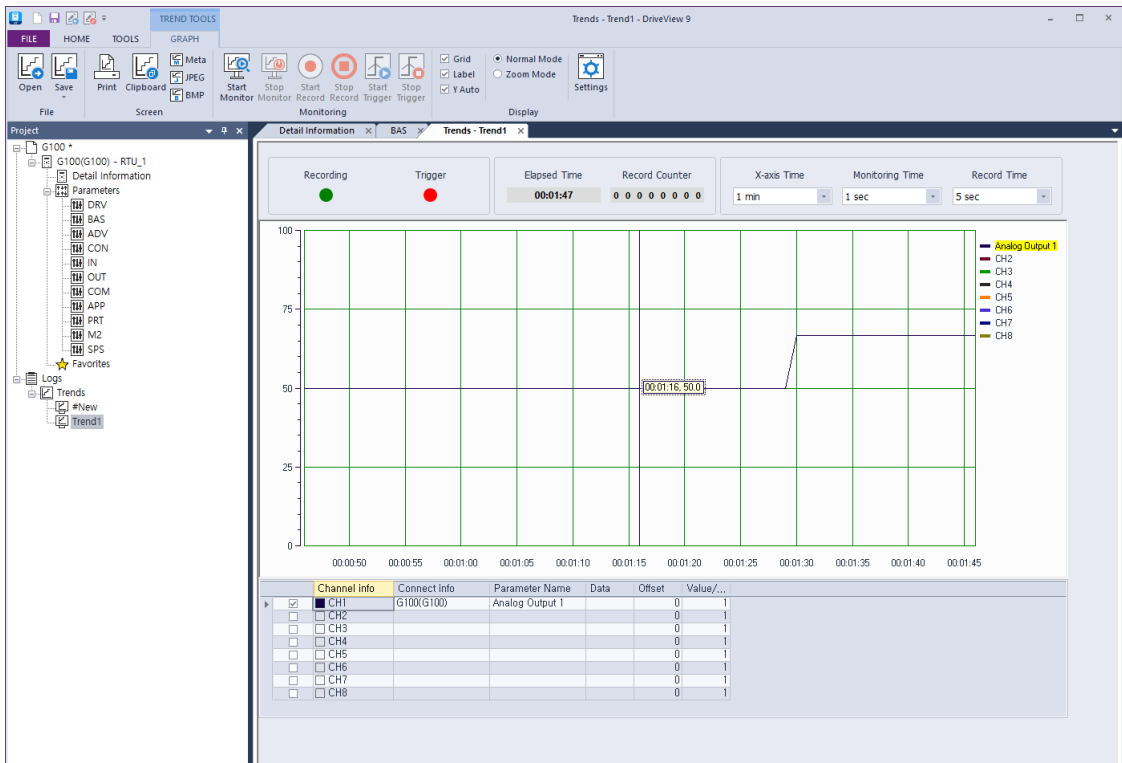 TREND TOOLS
Trends - Trend1 - DriveView 9
FILE HOME TOOLS GRAPH
Open Save Print Clipboard Meta JPEG BMP
Start Monitor Stop Monitor Start Record Stop Record Start Trigger Stop Trigger
Grid Label Y Auto
Normal Mode Zoom Mode
Settings
File Screen Monitoring Display
Project
G100 *
G100(G100) - RTU_1
Detail Information
Parameters
DRV
BAS
ADV
CON
IN
OUT
COM
APP
PRT
M2
SPS
Favorites
Logs
Trends
#New
Trend1
Detail Information BAS Trends - Trend1
Recording Trigger Elapsed Time Record Counter X-axis Time Monitoring Time Record Time
00:01:47 0 0 0 0 0 0 0 0 1 min 1 sec 5 sec
100
75
50
25
0
00:01:16, 50.0
Analog Output 1
CH2
CH3
CH4
CH5
CH6
CH7
CH8
00:00:50 00:00:55 00:01:00 00:01:05 00:01:10 00:01:15 00:01:20 00:01:25 00:01:30 00:01:35 00:01:40 00:01:45
Channel info Connect info Parameter Name Data Offset Value/...
CH1 G100(G100) Analog Output 1 0 1
CH2 0 1
CH3 0 1
CH4 0 1
CH5 0 1
CH6 0 1
CH7 0 1
CH8 0 1